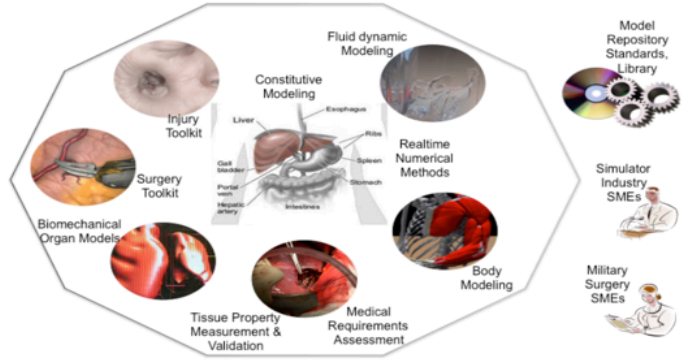 Fluid dynamic
Modeling
Model
Repository
Standards,
Library
Constitutive
Modeling
Injury
Toolkit
Esophagus
Liver
Ribs
Gall
bladder
Spleen
Portal
vein
Stomach
Hepatic
artery
Intestines
Realtime
Numerical
Methods
Surgery
Toolkit
Simulator
Industry
SMEs
Biomechanical
Organ Models
Body
Modeling
Military
Surgery
SMEs
Tissue Property
Measurement &
Validation
Medical
Requirements
Assessment